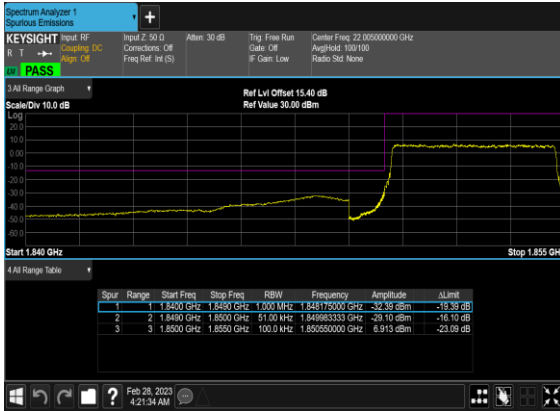 Spectrum Analyzer 1
Spurious Emissions
+
KEYSIGHT Input: RF Input Z: 50 Ω Atten: 30 dB Trig: Free Run Center Freq: 22.005000000 GHz
R T Coupling: DC Corrections: Off Gate: Off Avg|Hold: 100/100
Align: Off Freq Ref: Int (S) IF Gain: Low Radio Std: None
PASS
3 All Range Graph Ref Lvl Offset 15.40 dB
Scale/Div 10.0 dB Ref Value 30.00 dBm
Log
20.0
10.0
0.00
-10.0
-20.0
-30.0
-40.0
-50.0
-60.0
Start 1.840 GHz Stop 1.855 GH
4 All Range Table
Spur Range Start Freq Stop Freq RBW Frequency Amplitude ΔLimit
1 1 1.8400 GHz 1.8490 GHz 1.000 MHz 1.848175000 GHz -32.39 dBm -19.39 dB
2 2 1.8490 GHz 1.8500 GHz 51.00 kHz 1.849983333 GHz -29.10 dBm -16.10 dB
3 3 1.8500 GHz 1.8550 GHz 100.0 kHz 1.850550000 GHz 6.913 dBm -23.09 dB
? Feb 28, 2023
4:21:34 AM